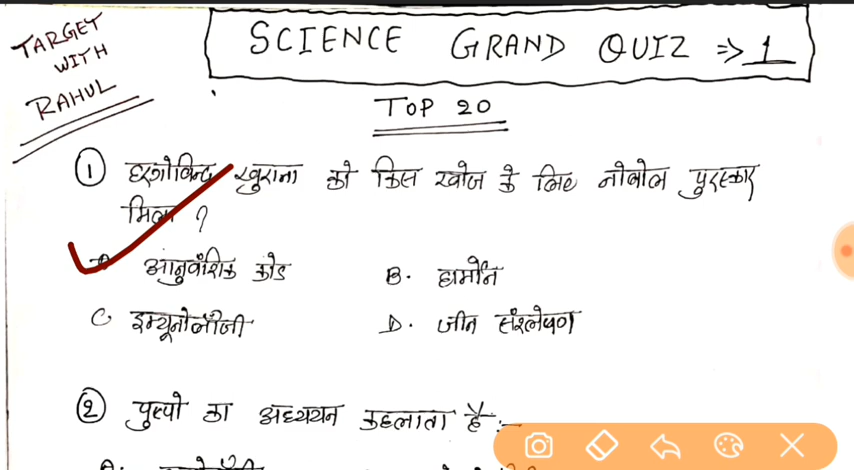 TARGET
WITH
RAHUL
SCIENCE GRAND QUIZ ⇒ 1
TOP 20
① हरगोविन्द खुराना को किस खोज के लिए नोबोल पुरस्कार
मिला ?
आनुवंशिक कोड B. हार्मोन
C इम्यूनोलॉजी D. जीन संश्लेषण
② पुष्पो का अध्ययन कहलाता है :-